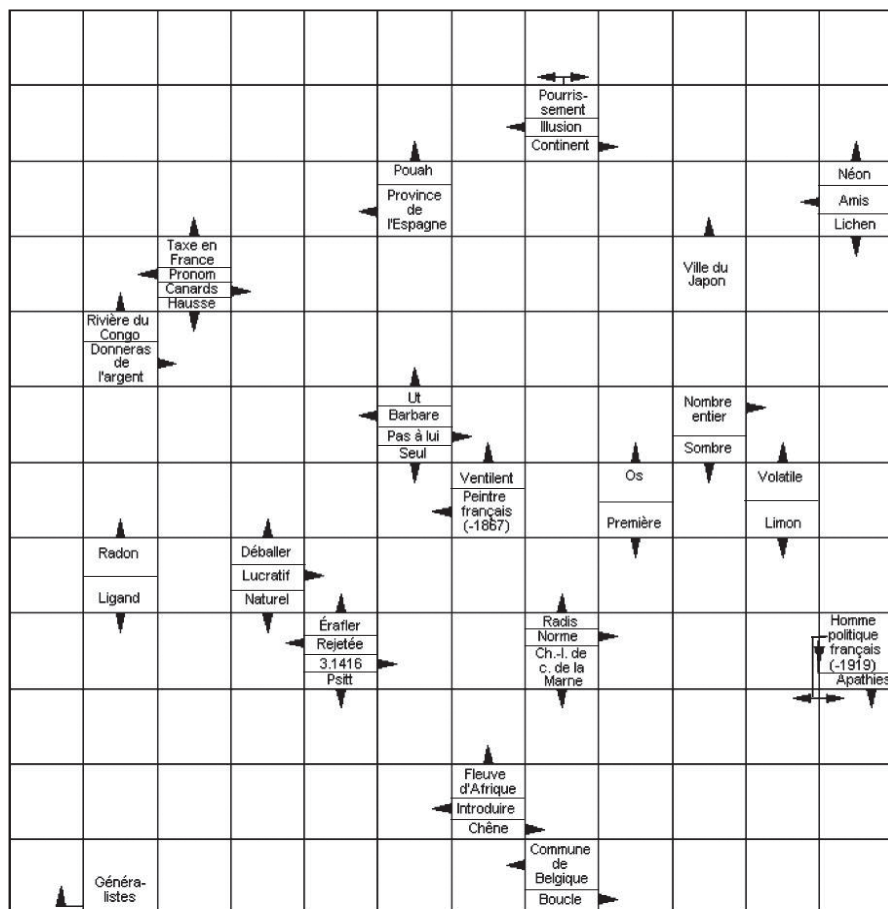 Pourris-
sement
Illusion
Continent
Pouah
Province
de
l'Espagne
Néon
Amis
Lichen
Taxe en
France
Pronom
Canards
Hausse
Ville du
Japon
Rivière du
Congo
Donneras
de
l'argent
Ut
Barbare
Pas à lui
Seul
Nombre
entier
Sombre
Ventilent
Peintre
français
(-1867)
Os
Première
Volatile
Limon
Radon
Ligand
Déballer
Lucratif
Naturel
Érafler
Rejetée
3.1416
Psitt
Radis
Norme
Ch.-l. de
c. de la
Marne
Homme
politique
français
(-1919)
Apathies
Fleuve
d'Afrique
Introduire
Chêne
Commune
de
Belgique
Boucle
Généra-
listes